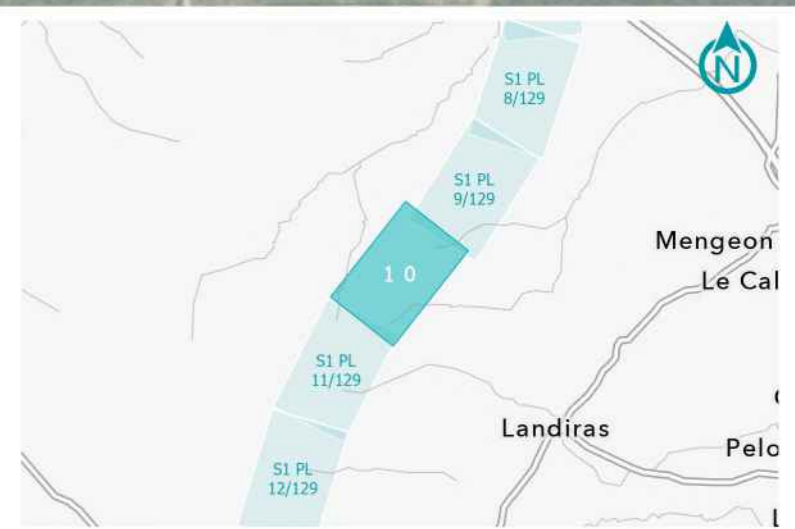 N
S1 PL
8/129
S1 PL
9/129
Mengeon
Le Cal
1 0
S1 PL
11/129
Landiras
Pelo
S1 PL
12/129